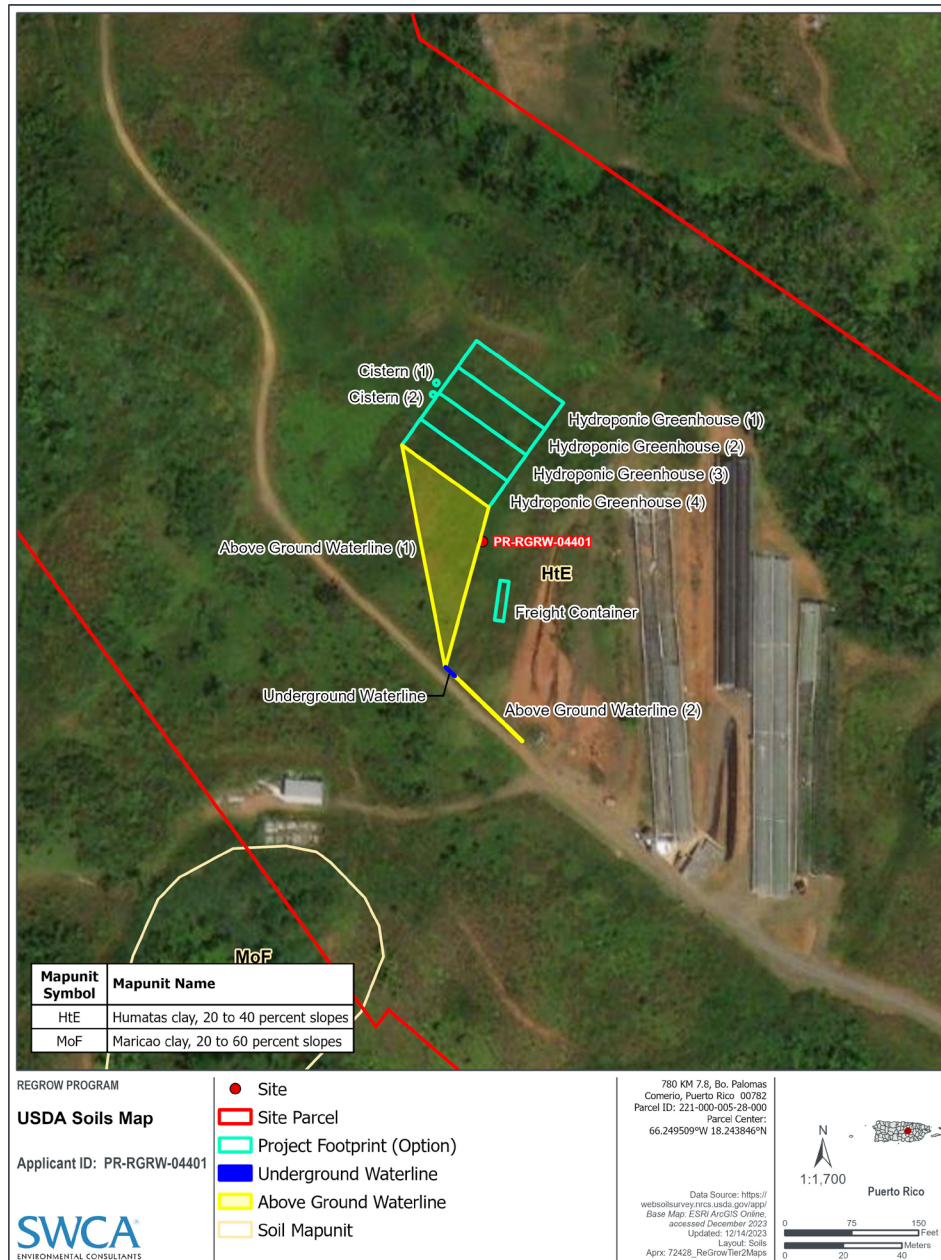 Cistern (1)
Cistern (2)
Hydroponic Greenhouse (1)
Hydroponic Greenhouse (2)
Hydroponic Greenhouse (3)
Hydroponic Greenhouse (4)
Above Ground Waterline (1)
PR-RGRW-04401
HtE
Freight Container
Underground Waterline
Above Ground Waterline (2)
MoF
Mapunit Symbol Mapunit Name
HtE Humatas clay, 20 to 40 percent slopes
MoF Maricao clay, 20 to 60 percent slopes
REGROW PROGRAM
USDA Soils Map
Applicant ID: PR-RGRW-04401
SWCA
ENVIRONMENTAL CONSULTANTS
Site
Site Parcel
Project Footprint (Option)
Underground Waterline
Above Ground Waterline
Soil Mapunit
780 KM 7.8, Bo. Palomas
Comerio, Puerto Rico 00782
Parcel ID: 221-000-005-28-000
Parcel Center:
66.249509°W 18.243846°N
Data Source: https://
websoilsurvey.nrcs.usda.gov/app/
Base Map: ESRI ArcGIS Online,
accessed December 2023
Updated: 12/14/2023
Layout: Soils
Aprx: 72428_ReGrowTier2Maps
N
1:1,700
Puerto Rico
0 75 150
Feet
Meters
0 20 40